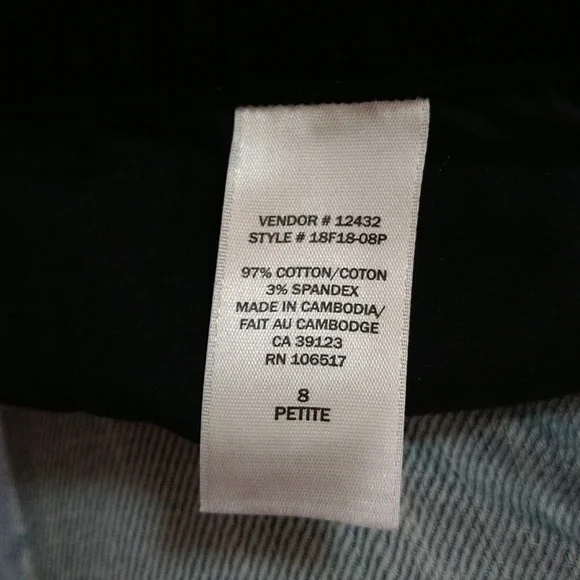 VENDOR # 12432
STYLE # 18F18-08P
97% COTTON/COTON
3% SPANDEX
MADE IN CAMBODIA/
FAIT AU CAMBODGE
CA 39123
RN 106517
8
PETITE